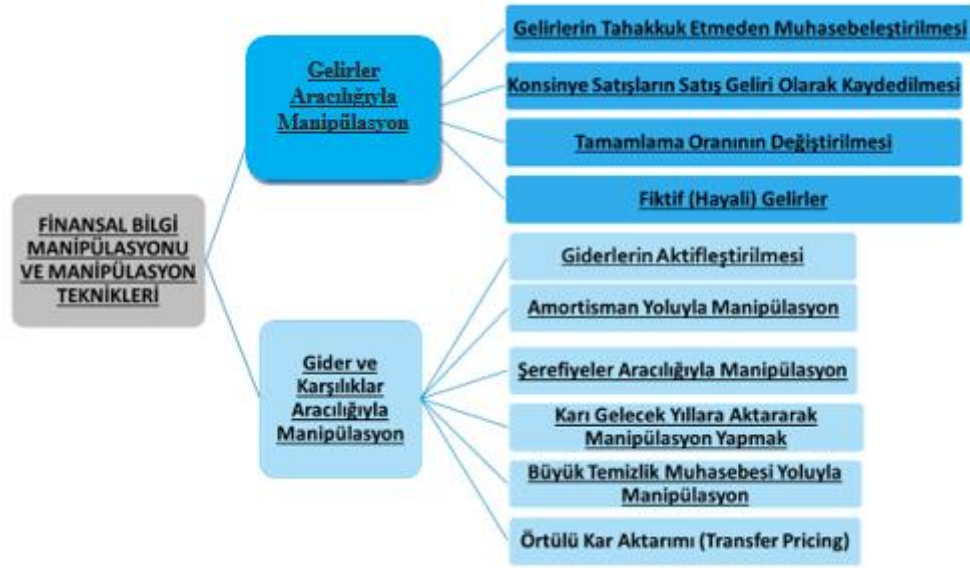 FİNANSAL BİLGİ
MANİPÜLASYONU
VE MANİPÜLASYON
TEKNİKLERİ
Gelirler
Aracılığıyla
Manipülasyon
Gelirlerin Tahakkuk Etmeden Muhasebeleştirilmesi
Konsinye Satışların Satış Geliri Olarak Kaydedilmesi
Tamamlama Oranının Değiştirilmesi
Fiktif (Hayali) Gelirler
Gider ve
Karşılıklar
Aracılığıyla
Manipülasyon
Giderlerin Aktifleştirilmesi
Amortisman Yoluyla Manipülasyon
Şerefiyeler Aracılığıyla Manipülasyon
Karı Gelecek Yıllara Aktararak
Manipülasyon Yapmak
Büyük Temizlik Muhasebesi Yoluyla
Manipülasyon
Örtülü Kar Aktarımı (Transfer Pricing)